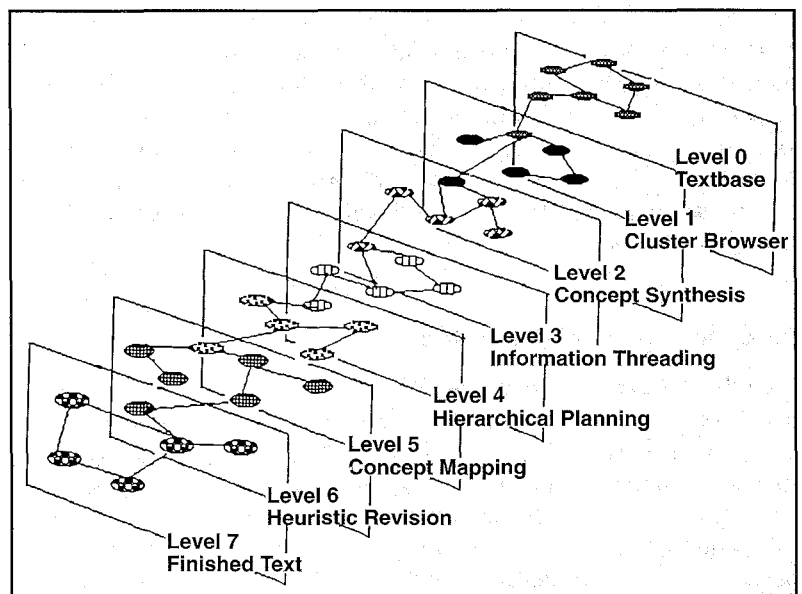 Level 0
Textbase
Level 1
Cluster Browser
Level 2
Concept Synthesis
Level 3
Information Threading
Level 4
Hierarchical Planning
Level 5
Concept Mapping
Level 6
Heuristic Revision
Level 7
Finished Text